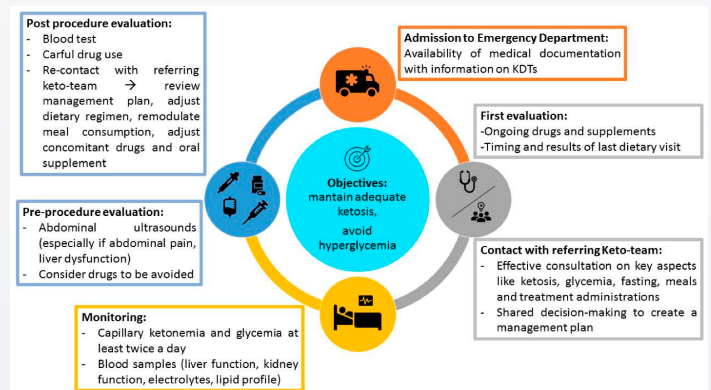 Post procedure evaluation:
- Blood test
- Carful drug use
- Re-contact with referring
keto-team → review
management plan, adjust
dietary regimen, remodulate
meal consumption, adjust
concomitant drugs and oral
supplement
Admission to Emergency Department:
Availability of medical documentation
with information on KDTs
First evaluation:
-Ongoing drugs and supplements
-Timing and results of last dietary visit
Objectives:
mantain adequate
ketosis,
avoid
hyperglycemia
Pre-procedure evaluation:
- Abdominal ultrasounds
(especially if abdominal pain,
liver dysfunction)
- Consider drugs to be avoided
Contact with referring Keto-team:
- Effective consultation on key aspects
like ketosis, glycemia, fasting, meals
and treatment administrations
- Shared decision-making to create a
management plan
Monitoring:
- Capillary ketonemia and glycemia at
least twice a day
- Blood samples (liver function, kidney
function, electrolytes, lipid profile)